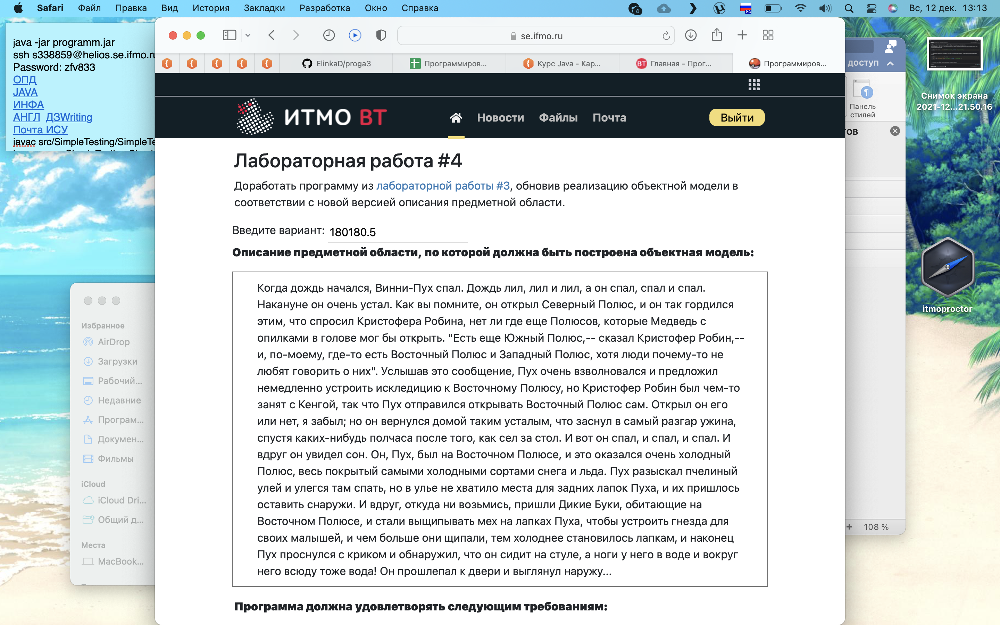 Safari Файл Правка Вид История Закладки Разработка Окно Справка
4
РС
Вс, 12 дек. 13:13
java -jar programm.jar
ssh s338859@helios.se.ifmo.ru
Password: zfv833
ОПД
JAVA
ИНФА
АНГЛ ДЗWriting
Почта ИСУ
javac src/SimpleTesting/SimpleTe
se.ifmo.ru
ElinkaD/proga3
Программиров...
Курс Java - Кар...
ВТ Главная - Прог...
Программиров...
ИТМО ВТ
Новости Файлы Почта
Выйти
Лабораторная работа #4
Доработать программу из лабораторной работы #3, обновив реализацию объектной модели в
соответствии с новой версией описания предметной области.
Введите вариант: 180180.5
Описание предметной области, по которой должна быть построена объектная модель:
Когда дождь начался, Винни-Пух спал. Дождь лил, лил и лил, а он спал, спал и спал.
Накануне он очень устал. Как вы помните, он открыл Северный Полюс, и он так гордился
этим, что спросил Кристофера Робина, нет ли где еще Полюсов, которые Медведь с
опилками в голове мог бы открыть. "Есть еще Южный Полюс,-- сказал Кристофер Робин,--
и, по-моему, где-то есть Восточный Полюс и Западный Полюс, хотя люди почему-то не
любят говорить о них". Услышав это сообщение, Пух очень взволновался и предложил
немедленно устроить искледицию к Восточному Полюсу, но Кристофер Робин был чем-то
занят с Кенгой, так что Пух отправился открывать Восточный Полюс сам. Открыл он его
или нет, я забыл; но он вернулся домой таким усталым, что заснул в самый разгар ужина,
спустя каких-нибудь полчаса после того, как сел за стол. И вот он спал, и спал, и спал. И
вдруг он увидел сон. Он, Пух, был на Восточном Полюсе, и это оказался очень холодный
Полюс, весь покрытый самыми холодными сортами снега и льда. Пух разыскал пчелиный
улей и улегся там спать, но в улье не хватило места для задних лапок Пуха, и их пришлось
оставить снаружи. И вдруг, откуда ни возьмись, пришли Дикие Буки, обитающие на
Восточном Полюсе, и стали выщипывать мех на лапках Пуха, чтобы устроить гнезда для
своих малышей, и чем больше они щипали, тем холоднее становилось лапкам, и наконец
Пух проснулся с криком и обнаружил, что он сидит на стуле, а ноги у него в воде и вокруг
него всюду тоже вода! Он прошлепал к двери и выглянул наружу...
Программа должна удовлетворять следующим требованиям:
Избранное
AirDrop
Загрузки
Рабочий...
Недавние
Програм...
Докумен...
Фильмы
iCloud
iCloud Dri...
Общий д...
Места
MacBook...
доступ
Панель
стилей
ов
108 %
Снимок экрана
2021-12...21.50.16
itmoproctor